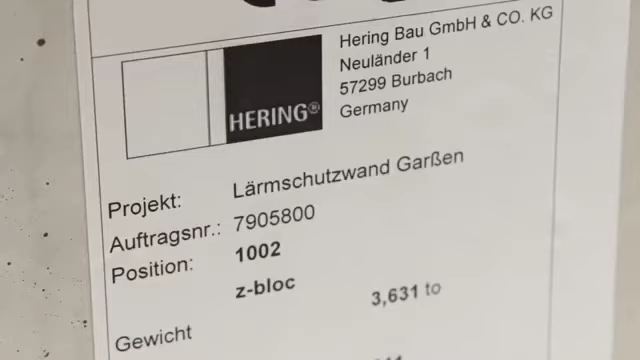 Hering Bau GmbH & CO. KG
Neuländer 1
57299 Burbach
Germany
HERING®
Projekt: Lärmschutzwand Garßen
Auftragsnr.: 7905800
Position: 1002
z-bloc
Gewicht 3,631 to